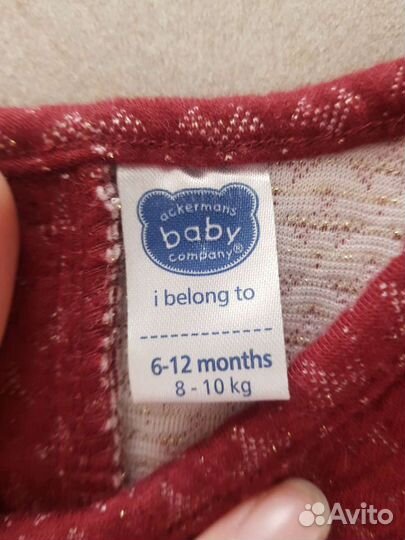 ackermans
baby
company®
i belong to
6-12 months
8 - 10 kg
Avito